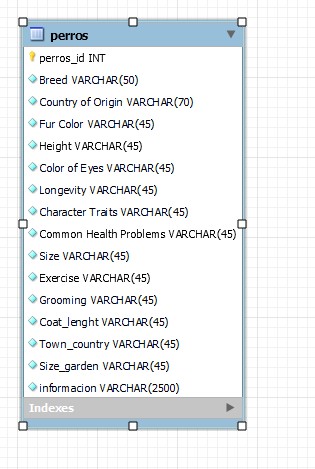 perros
perros_id INT
Breed VARCHAR(50)
Country of Origin VARCHAR(70)
Fur Color VARCHAR(45)
Height VARCHAR(45)
Color of Eyes VARCHAR(45)
Longevity VARCHAR(45)
Character Traits VARCHAR(45)
Common Health Problems VARCHAR(45)
Size VARCHAR(45)
Exercise VARCHAR(45)
Grooming VARCHAR(45)
Coat_lenght VARCHAR(45)
Town_country VARCHAR(45)
Size_garden VARCHAR(45)
informacion VARCHAR(2500)
Indexes